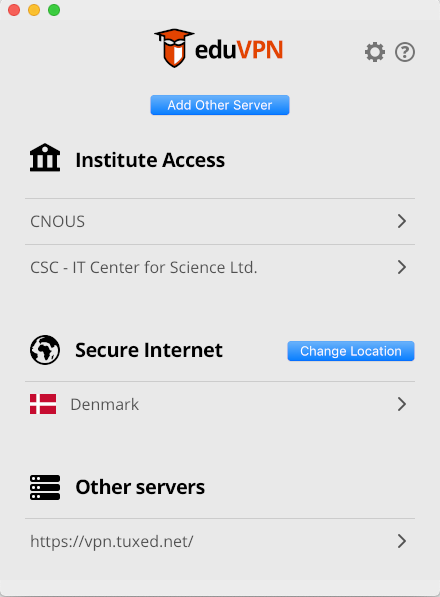 eduVPN
Add Other Server
Institute Access
CNOUS
CSC - IT Center for Science Ltd.
Secure Internet
Change Location
Denmark
Other servers
https://vpn.tuxed.net/